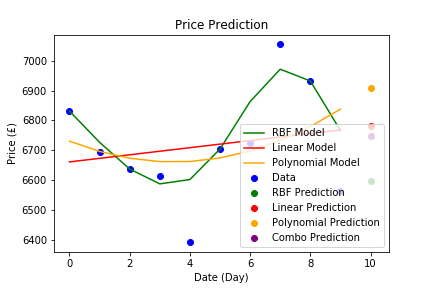 Price Prediction
Price (£)
7000
6900
6800
6700
6600
6500
6400
0
2
4
6
8
10
Date (Day)
RBF Model
Linear Model
Polynomial Model
Data
RBF Prediction
Linear Prediction
Polynomial Prediction
Combo Prediction